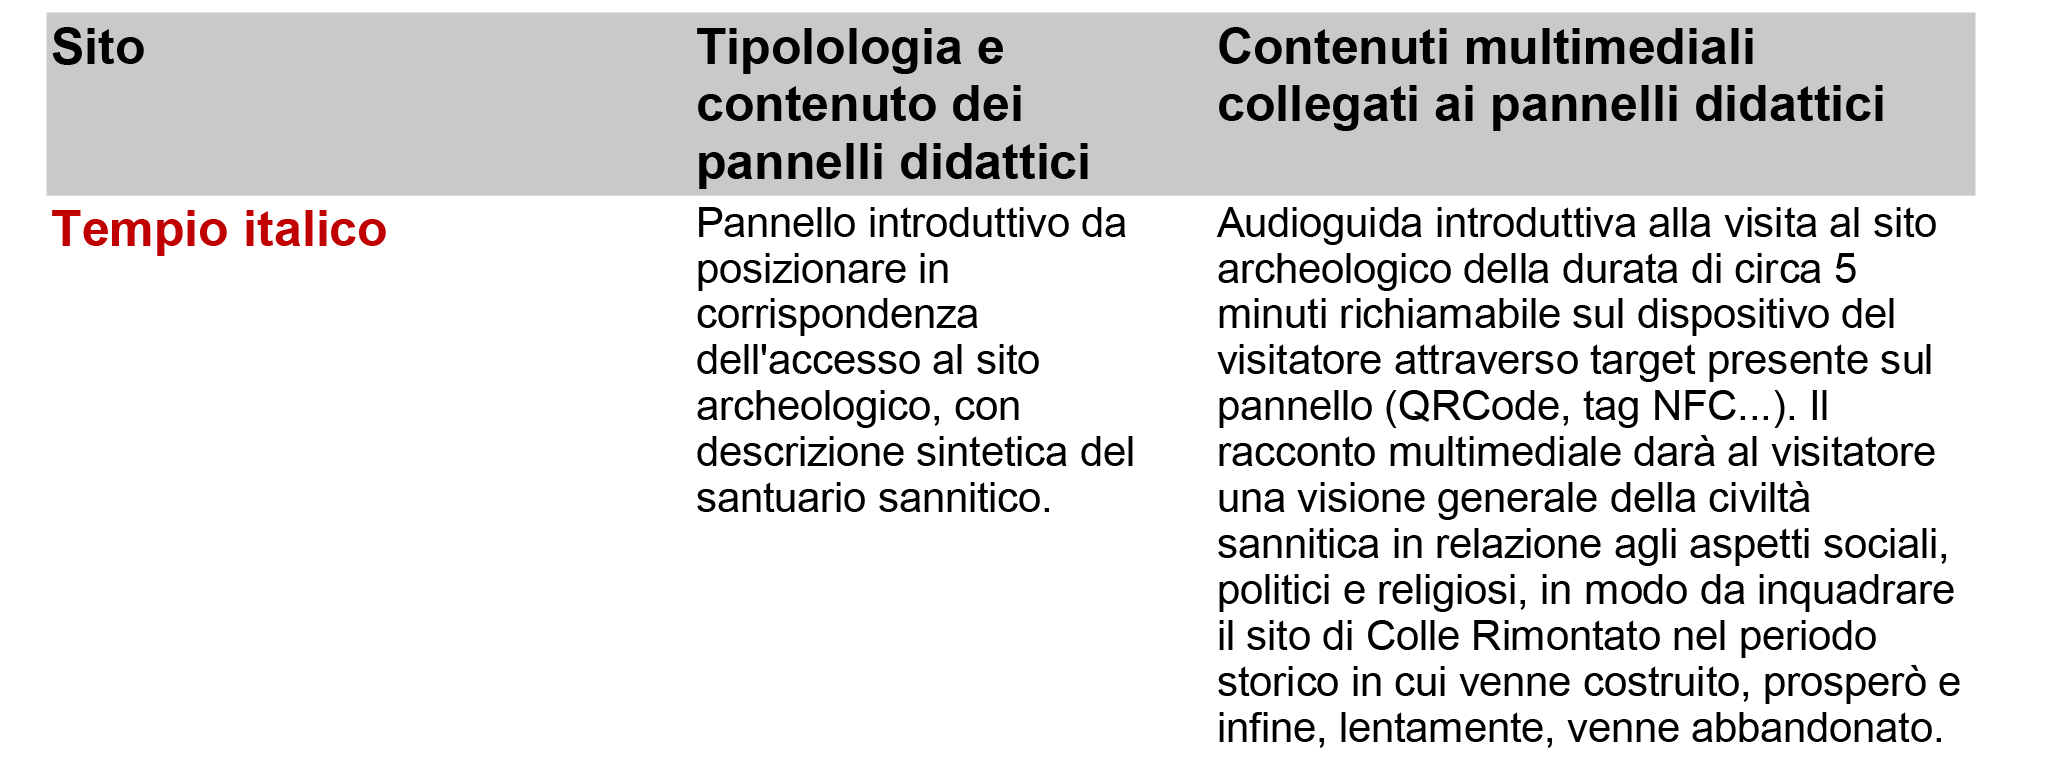 Sito
Tipolologia e
contenuto dei
pannelli didattici
Contenuti multimediali
collegati ai pannelli didattici
Tempio italico
Pannello introduttivo da
posizionare in
corrispondenza
dell'accesso al sito
archeologico, con
descrizione sintetica del
santuario sannitico.
Audioguida introduttiva alla visita al sito
archeologico della durata di circa 5
minuti richiamabile sul dispositivo del
visitatore attraverso target presente sul
pannello (QRCode, tag NFC...). Il
racconto multimediale darà al visitatore
una visione generale della civiltà
sannitica in relazione agli aspetti sociali,
politici e religiosi, in modo da inquadrare
il sito di Colle Rimontato nel periodo
storico in cui venne costruito, prosperò e
infine, lentamente, venne abbandonato.